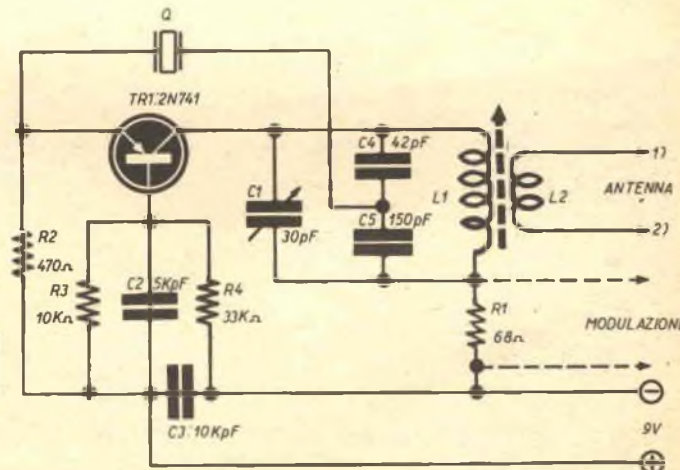 Q
TR1:2N741
C4 42pF
1)
C1
L1
L2
ANTENNA
C5 150pF
30pF
2)
R2
470Ω
C2 5KpF
R4
R3
R1
10KΩ
33KΩ
68Ω
MODULAZIONE
C3:10KpF
9V